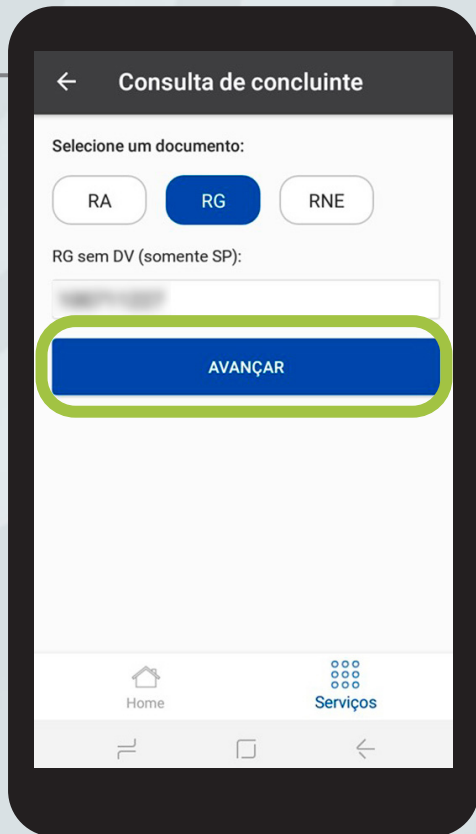 Consulta de concluinte
Selecione um documento:
RA RG RNE
RG sem DV (somente SP):
AVANÇAR
Home Serviços